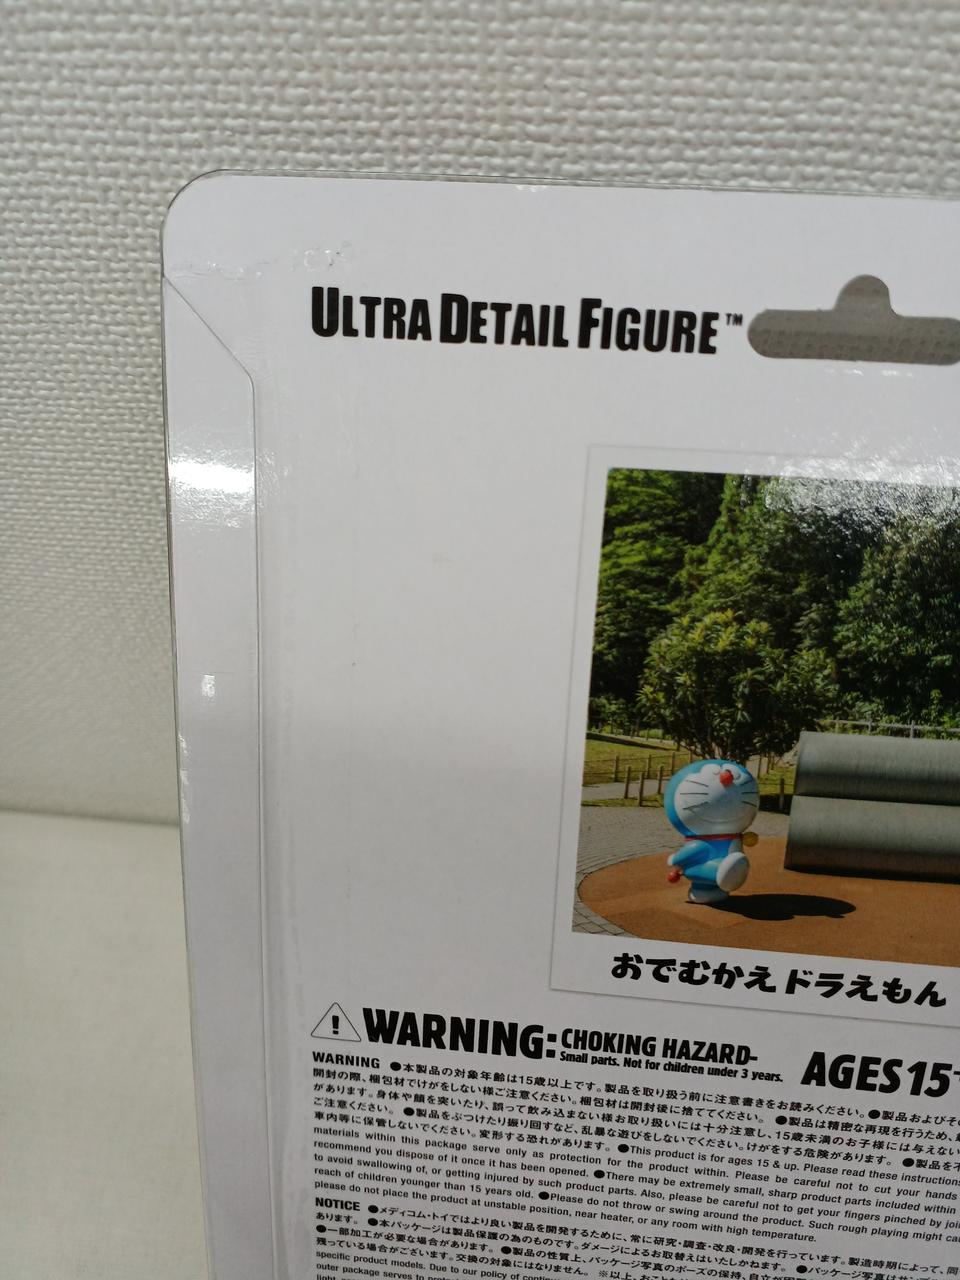 ULTRA DETAIL FIGURE™
おでむかえ ドラえもん
WARNING: CHOKING HAZARD-
Small parts. Not for children under 3 years.
AGES 15+
WARNING ●本製品の対象年齢は15歳以上です。製品を取り扱う前に注意書きをお読みください。●製品およびそ
開封の際、梱包材でけがをしない様ご注意ください。梱包材は開封後に捨ててください。 ●製品は精密な再現を行うため、
があります。身体や顔を突いたり、誤って飲み込まない様お取り扱いには十分注意し、15歳未満のお子様には与えない
ご注意ください。 ●製品をぶつけたり振り回すなど、乱暴な遊びをしないでください。けがをする危険があります。 ●製品を
車内等に保管しないでください。変形する恐れがあります。 ●This product is for ages 15 & up. Please read these instructions
materials within this package serve only as protection for the product within. Please be careful not to cut your hands
recommend you dispose of it once it has been opened. ●There may be extremely small, sharp product parts included within
to avoid swallowing of, or getting injured by such product parts. Also, please be careful not to get your fingers pinched by
reach of children younger than 15 years old. ●Please do not throw or swing around the product. Such rough playing might
please do not place the product at unstable position, near heater, or any room with high temperature.
NOTICE ●メディコム・トイではより良い製品を開発するために、常に研究・調査・改良・開発を行っています。製造時期によって、同
あります。 ●本パッケージは製品保護の為のものです。ダメージによるお取替えはいたしかねます。 ●パッケージ写真は
●一部加工が必要な場合があります。 ●製品の性質上、パッケージ写真のポーズの保持、自立が
残っている場合がございます。交換の対象にはなりません。 ※以上、
specific product models. Due to our policy of
outer package serves to